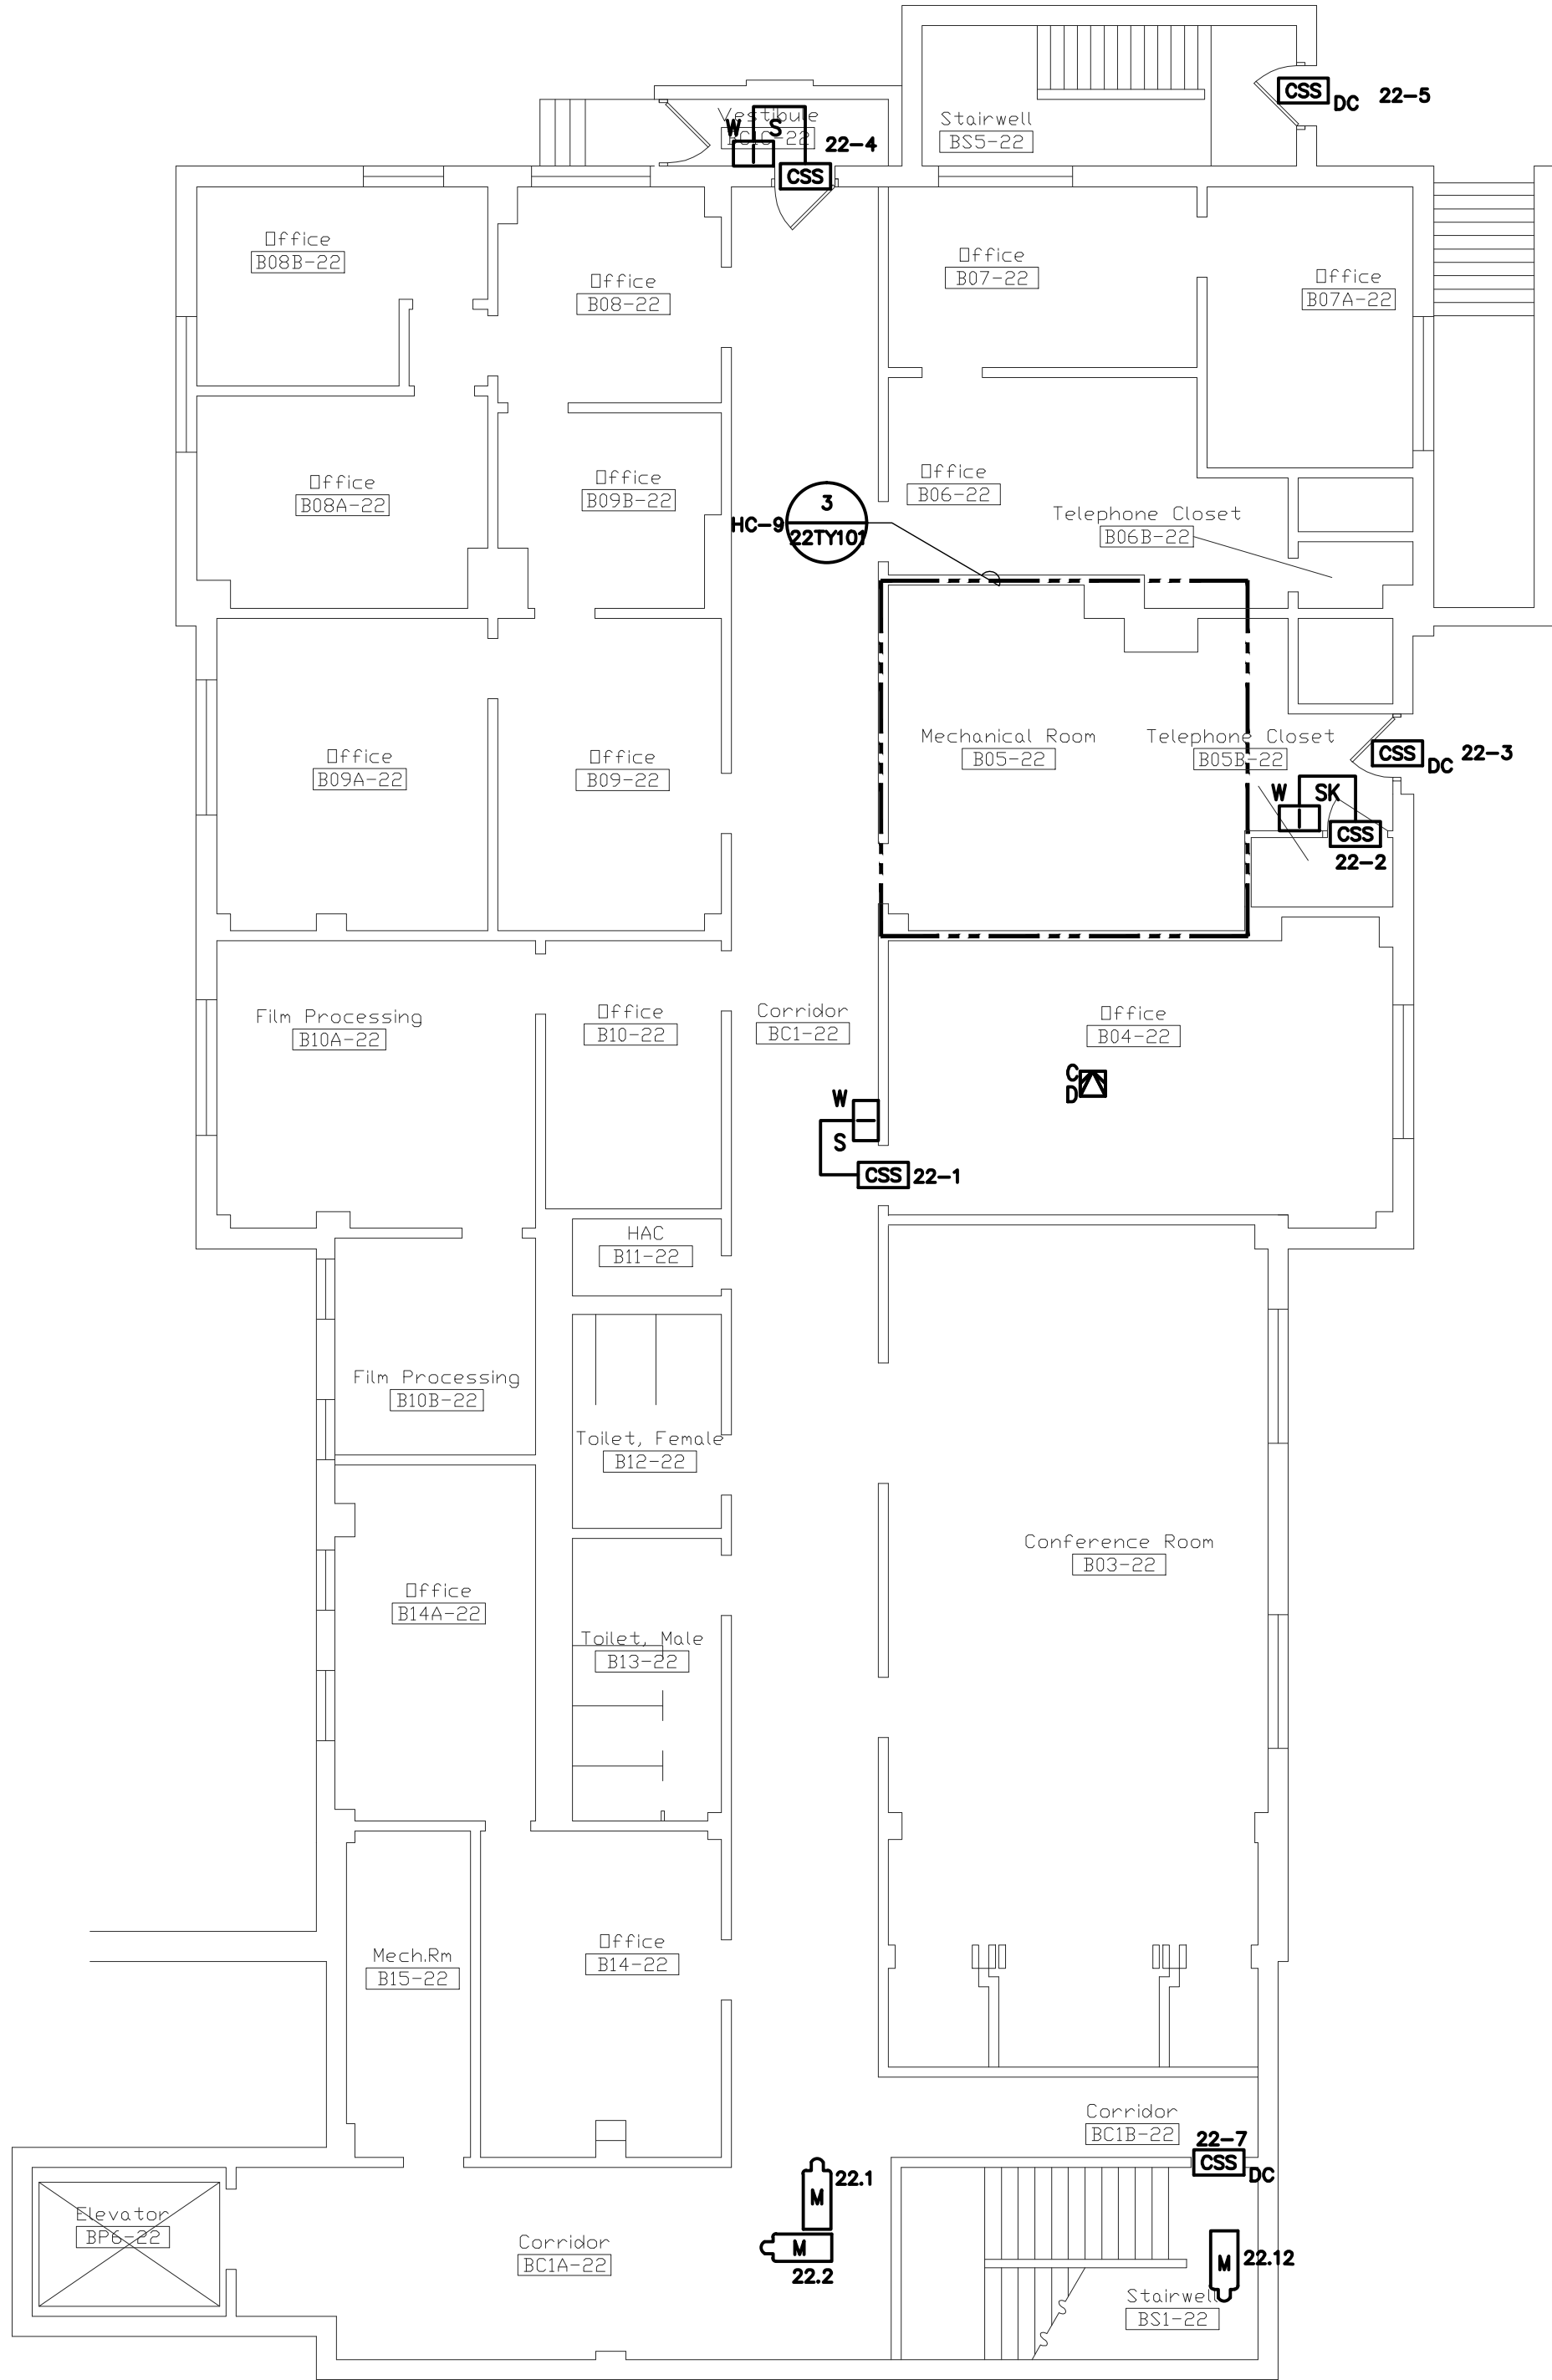 CSS
DC 22-5
Vestibule
BC1C-22
W S
22-4
CSS
Stairwell
BS5-22
Office
B08B-22
Office
B08-22
Office
B07-22
Office
B07A-22
Office
B08A-22
Office
B09B-22
Office
B06-22
HC-9
3
22TY101
Telephone Closet
B06B-22
Office
B09A-22
Office
B09-22
Mechanical Room
B05-22
Telephone Closet
B05B-22
CSS
DC 22-3
W SK
CSS
22-2
Film Processing
B10A-22
Office
B10-22
Corridor
BC1-22
Office
B04-22
C
D
W
S
CSS 22-1
HAC
B11-22
Film Processing
B10B-22
Toilet, Female
B12-22
Conference Room
B03-22
Office
B14A-22
Toilet, Male
B13-22
Mech.Rm
B15-22
Office
B14-22
Corridor
BC1B-22
22-7
CSS
DC
22.1
M
M
22.2
Elevator
BP6-22
Corridor
BC1A-22
M
22.12
Stairwell
BS1-22